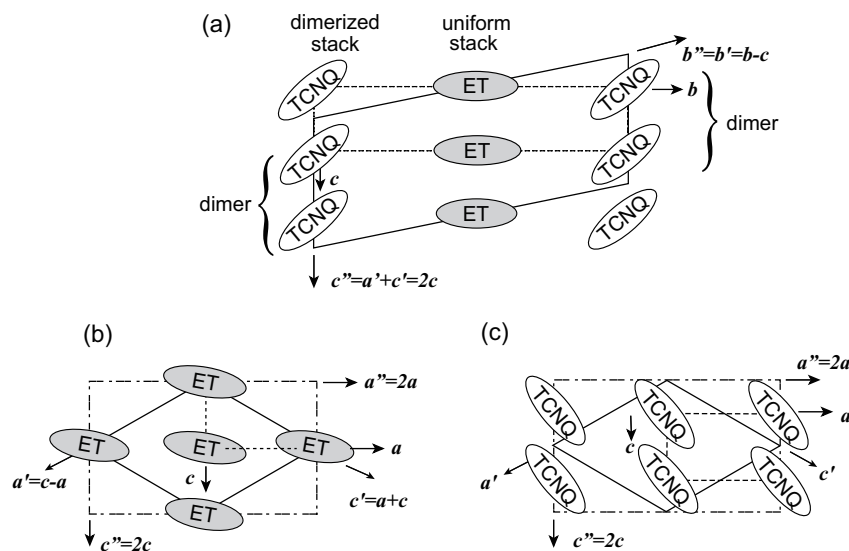 (a)
dimerized stack
uniform stack
b''=b'=b-c
TCNQ
ET
TCNQ
b
dimer
TCNQ
ET
TCNQ
c
dimer
TCNQ
ET
TCNQ
c''=a'+c'=2c
(b)
ET
a''=2a
ET
ET
ET
a
c
a'=c-a
c'=a+c
ET
c''=2c
(c)
a''=2a
TCNQ
TCNQ
TCNQ
a
c
TCNQ
TCNQ
TCNQ
a'
c'
c''=2c